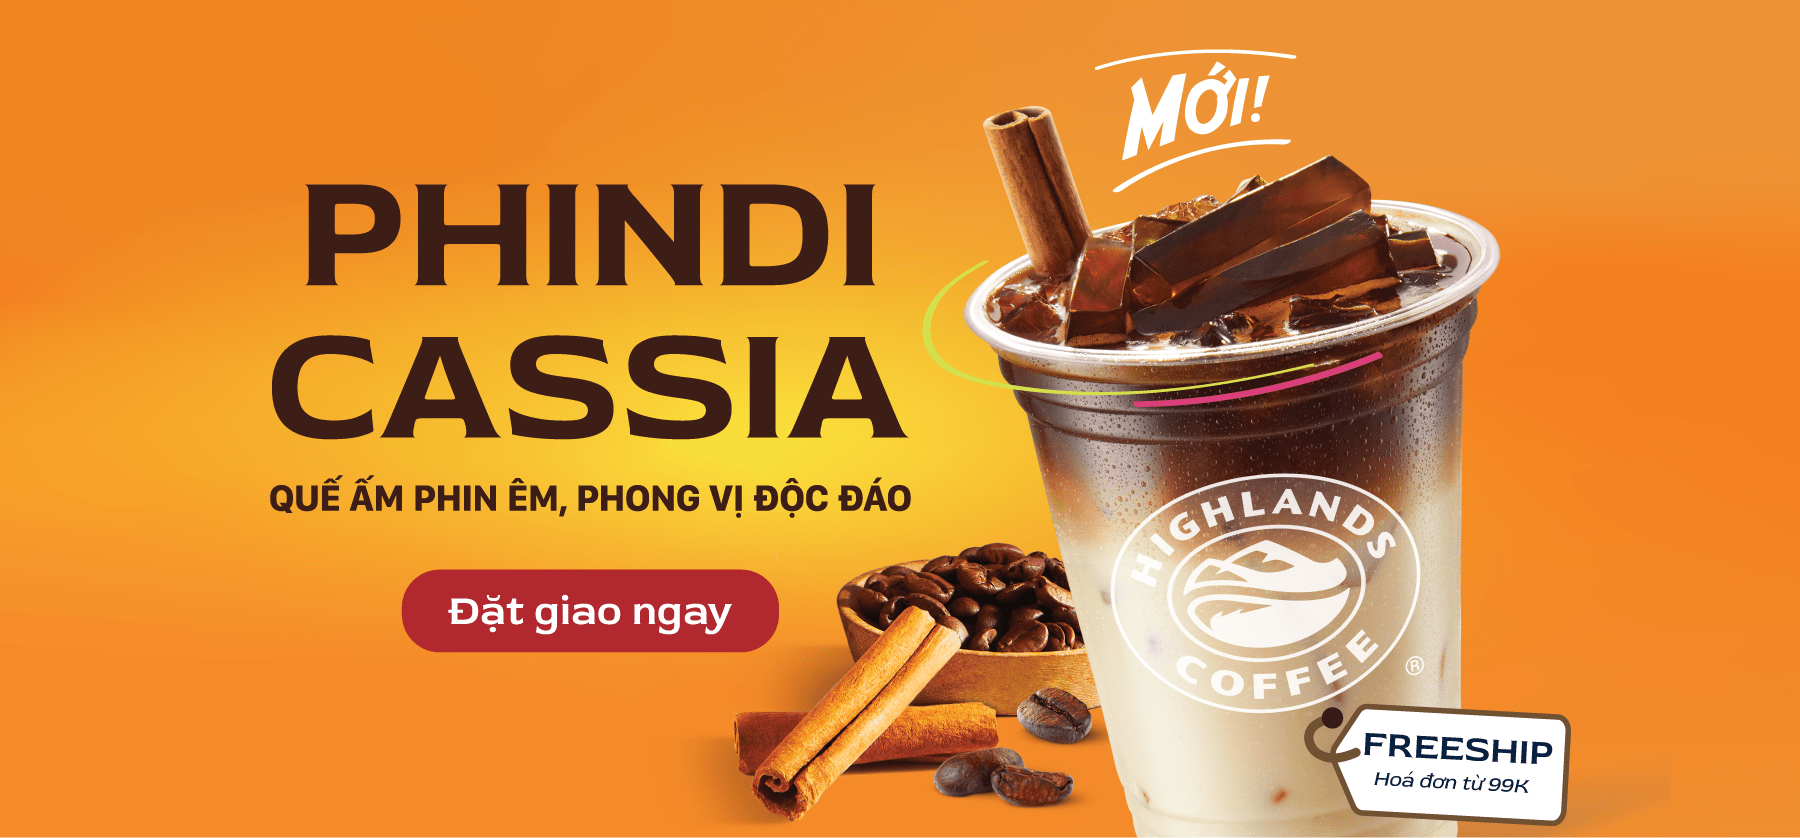 MỚI!
PHINDI
CASSIA
QUẾ ẤM PHIN ÊM, PHONG VỊ ĐỘC ĐÁO
Đặt giao ngay
HIGHLANDS
COFFEE
®
FREESHIP
Hoá đơn từ 99K